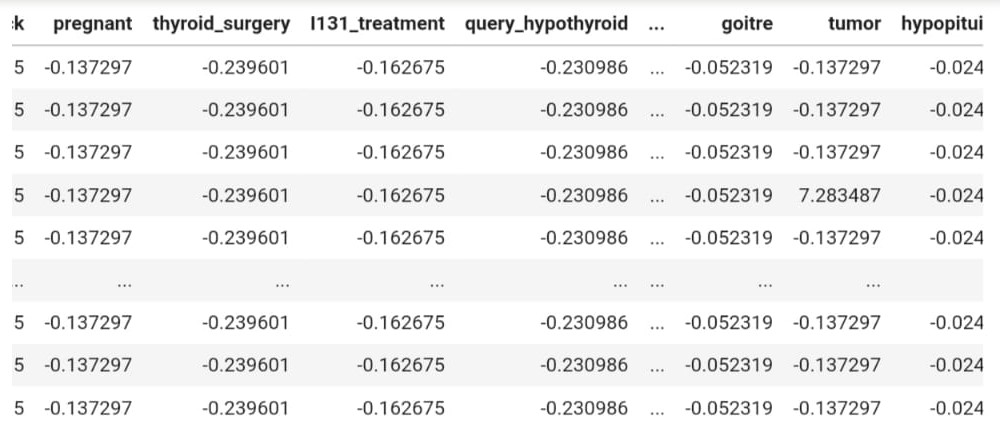 :k pregnant thyroid_surgery I131_treatment query_hypothyroid ... goitre tumor hypopitui
5 -0.137297 -0.239601 -0.162675 -0.230986 ... -0.052319 -0.137297 -0.024
5 -0.137297 -0.239601 -0.162675 -0.230986 ... -0.052319 -0.137297 -0.024
5 -0.137297 -0.239601 -0.162675 -0.230986 ... -0.052319 -0.137297 -0.024
5 -0.137297 -0.239601 -0.162675 -0.230986 ... -0.052319 7.283487 -0.024
5 -0.137297 -0.239601 -0.162675 -0.230986 ... -0.052319 -0.137297 -0.024
... ... ... ... ... ... ... ...
5 -0.137297 -0.239601 -0.162675 -0.230986 ... -0.052319 -0.137297 -0.024
5 -0.137297 -0.239601 -0.162675 -0.230986 ... -0.052319 -0.137297 -0.024
5 -0.137297 -0.239601 -0.162675 -0.230986 ... -0.052319 -0.137297 -0.024